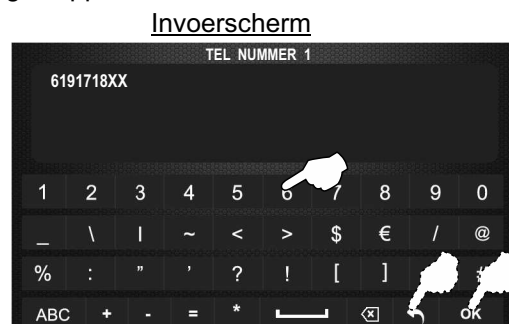 Invoerscherm
TEL NUMMER 1
6191718XX
1 2 3 4 5 6 7 8 9 0
_ \ | ~ < > $ € / @
% : " ' ? ! [ ]
ABC + - = * OK